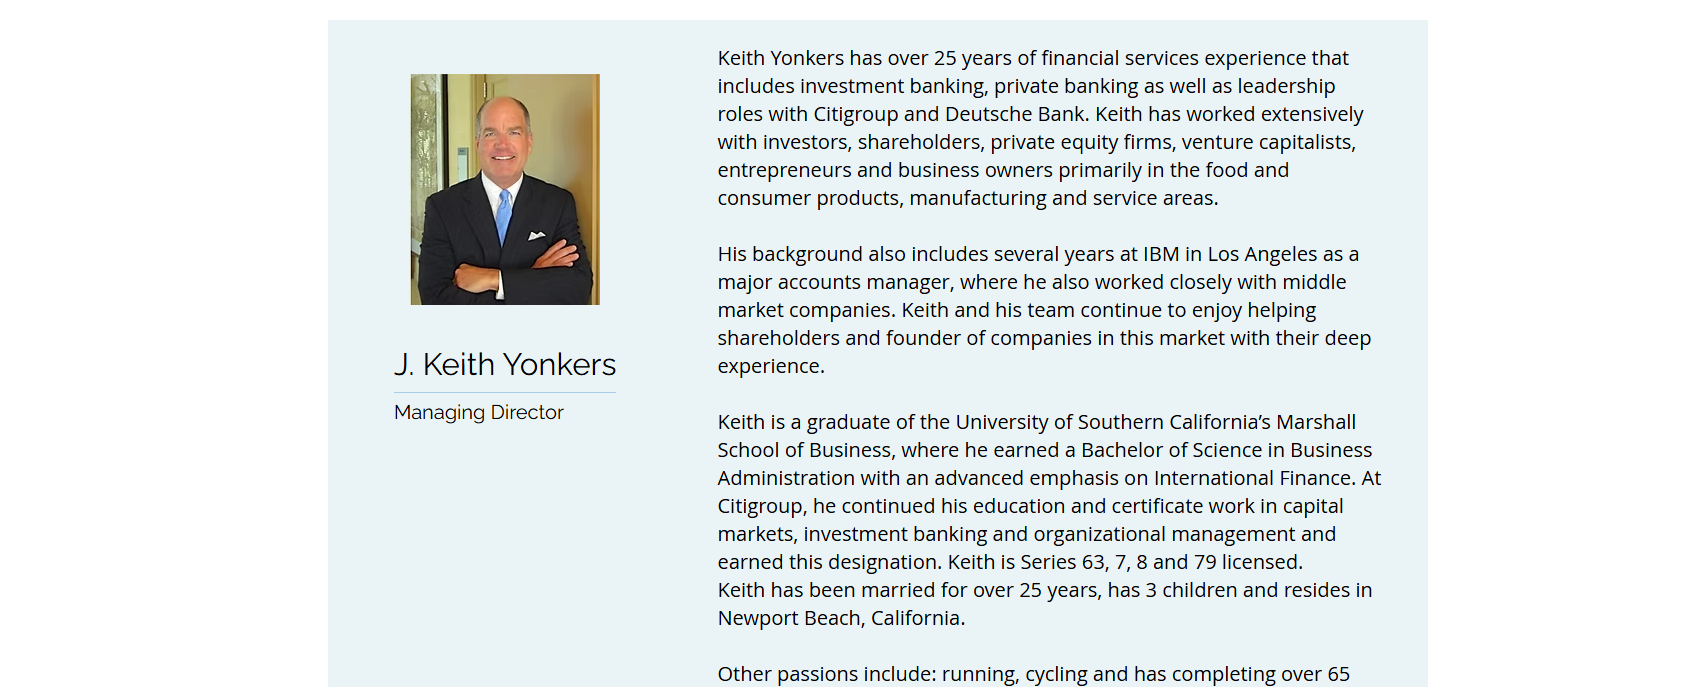 Keith Yonkers has over 25 years of financial services experience that
includes investment banking, private banking as well as leadership
roles with Citigroup and Deutsche Bank. Keith has worked extensively
with investors, shareholders, private equity firms, venture capitalists,
entrepreneurs and business owners primarily in the food and
consumer products, manufacturing and service areas.
His background also includes several years at IBM in Los Angeles as a
major accounts manager, where he also worked closely with middle
market companies. Keith and his team continue to enjoy helping
shareholders and founder of companies in this market with their deep
experience.
J. Keith Yonkers
Managing Director
Keith is a graduate of the University of Southern California’s Marshall
School of Business, where he earned a Bachelor of Science in Business
Administration with an advanced emphasis on International Finance. At
Citigroup, he continued his education and certificate work in capital
markets, investment banking and organizational management and
earned this designation. Keith is Series 63, 7, 8 and 79 licensed.
Keith has been married for over 25 years, has 3 children and resides in
Newport Beach, California.
Other passions include: running, cycling and has completing over 65